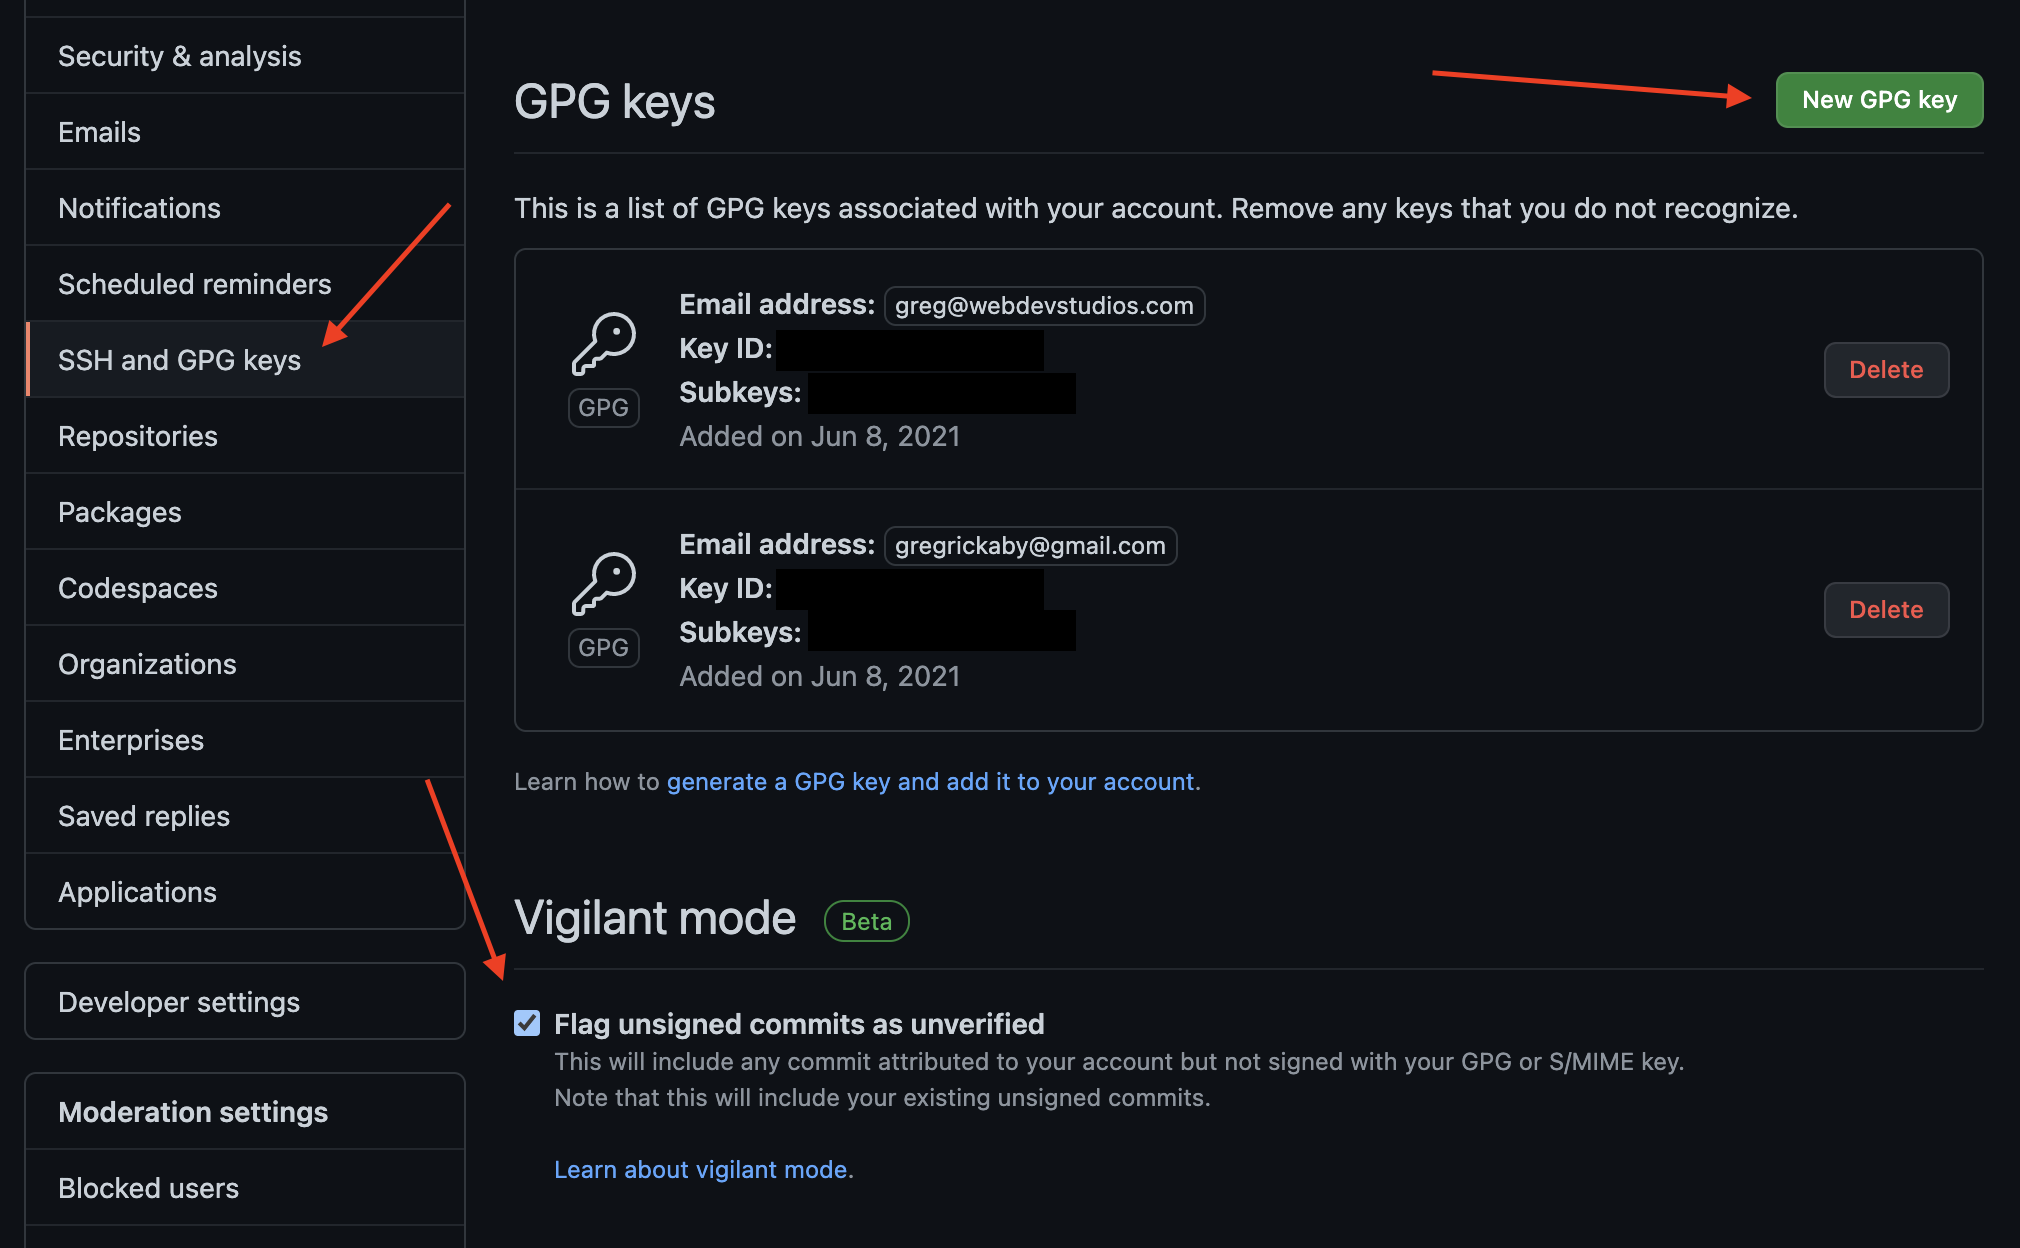 Security & analysis
Emails
Notifications
Scheduled reminders
SSH and GPG keys
Repositories
Packages
Codespaces
Organizations
Enterprises
Saved replies
Applications
Developer settings
Moderation settings
Blocked users
GPG keys
New GPG key
This is a list of GPG keys associated with your account. Remove any keys that you do not recognize.
Email address: greg@webdevstudios.com
Key ID:
Subkeys:
Added on Jun 8, 2021
GPG
Delete
Email address: gregrickaby@gmail.com
Key ID:
Subkeys:
Added on Jun 8, 2021
GPG
Delete
Learn how to generate a GPG key and add it to your account.
Vigilant mode Beta
Flag unsigned commits as unverified
This will include any commit attributed to your account but not signed with your GPG or S/MIME key.
Note that this will include your existing unsigned commits.
Learn about vigilant mode.